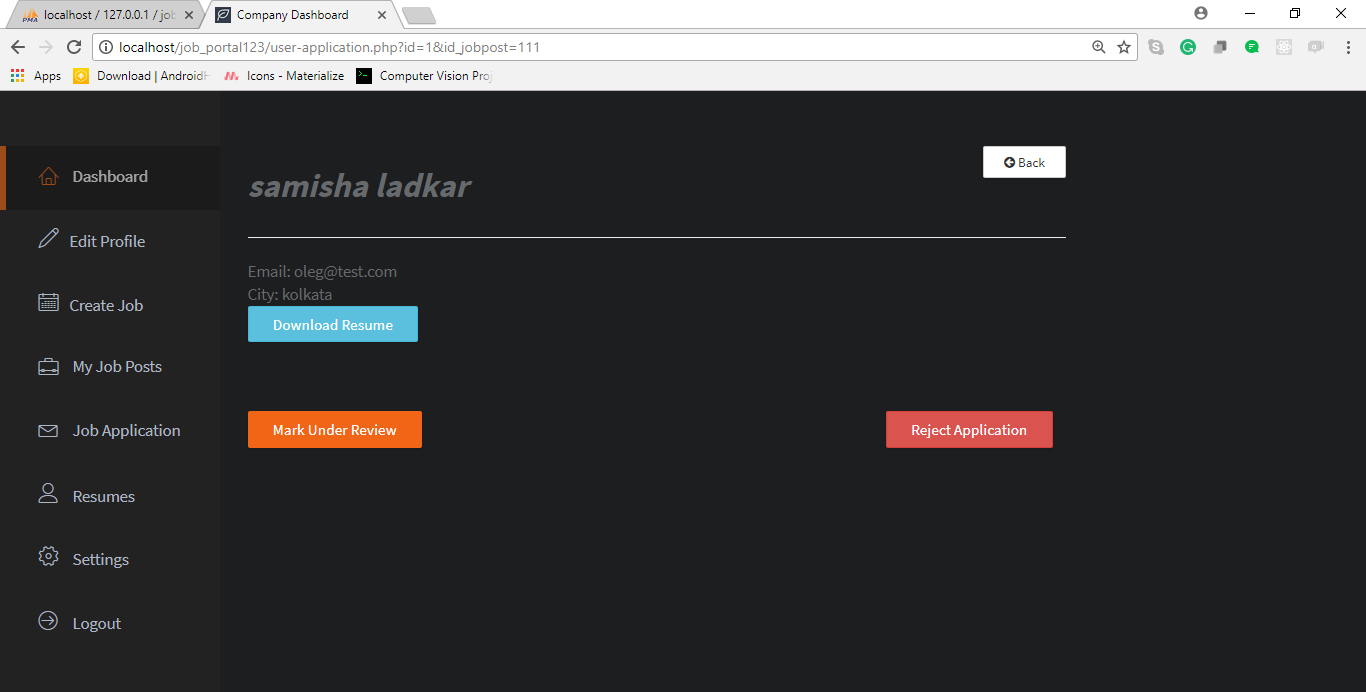 localhost / 127.0.0.1 / job
Company Dashboard
localhost/job_portal123/user-application.php?id=1&id_jobpost=111
Apps
Download | AndroidH
Icons - Materialize
Computer Vision Proj
Back
Dashboard
samisha ladkar
Edit Profile
Email: oleg@test.com
City: kolkata
Create Job
Download Resume
My Job Posts
Job Application
Mark Under Review
Reject Application
Resumes
Settings
Logout